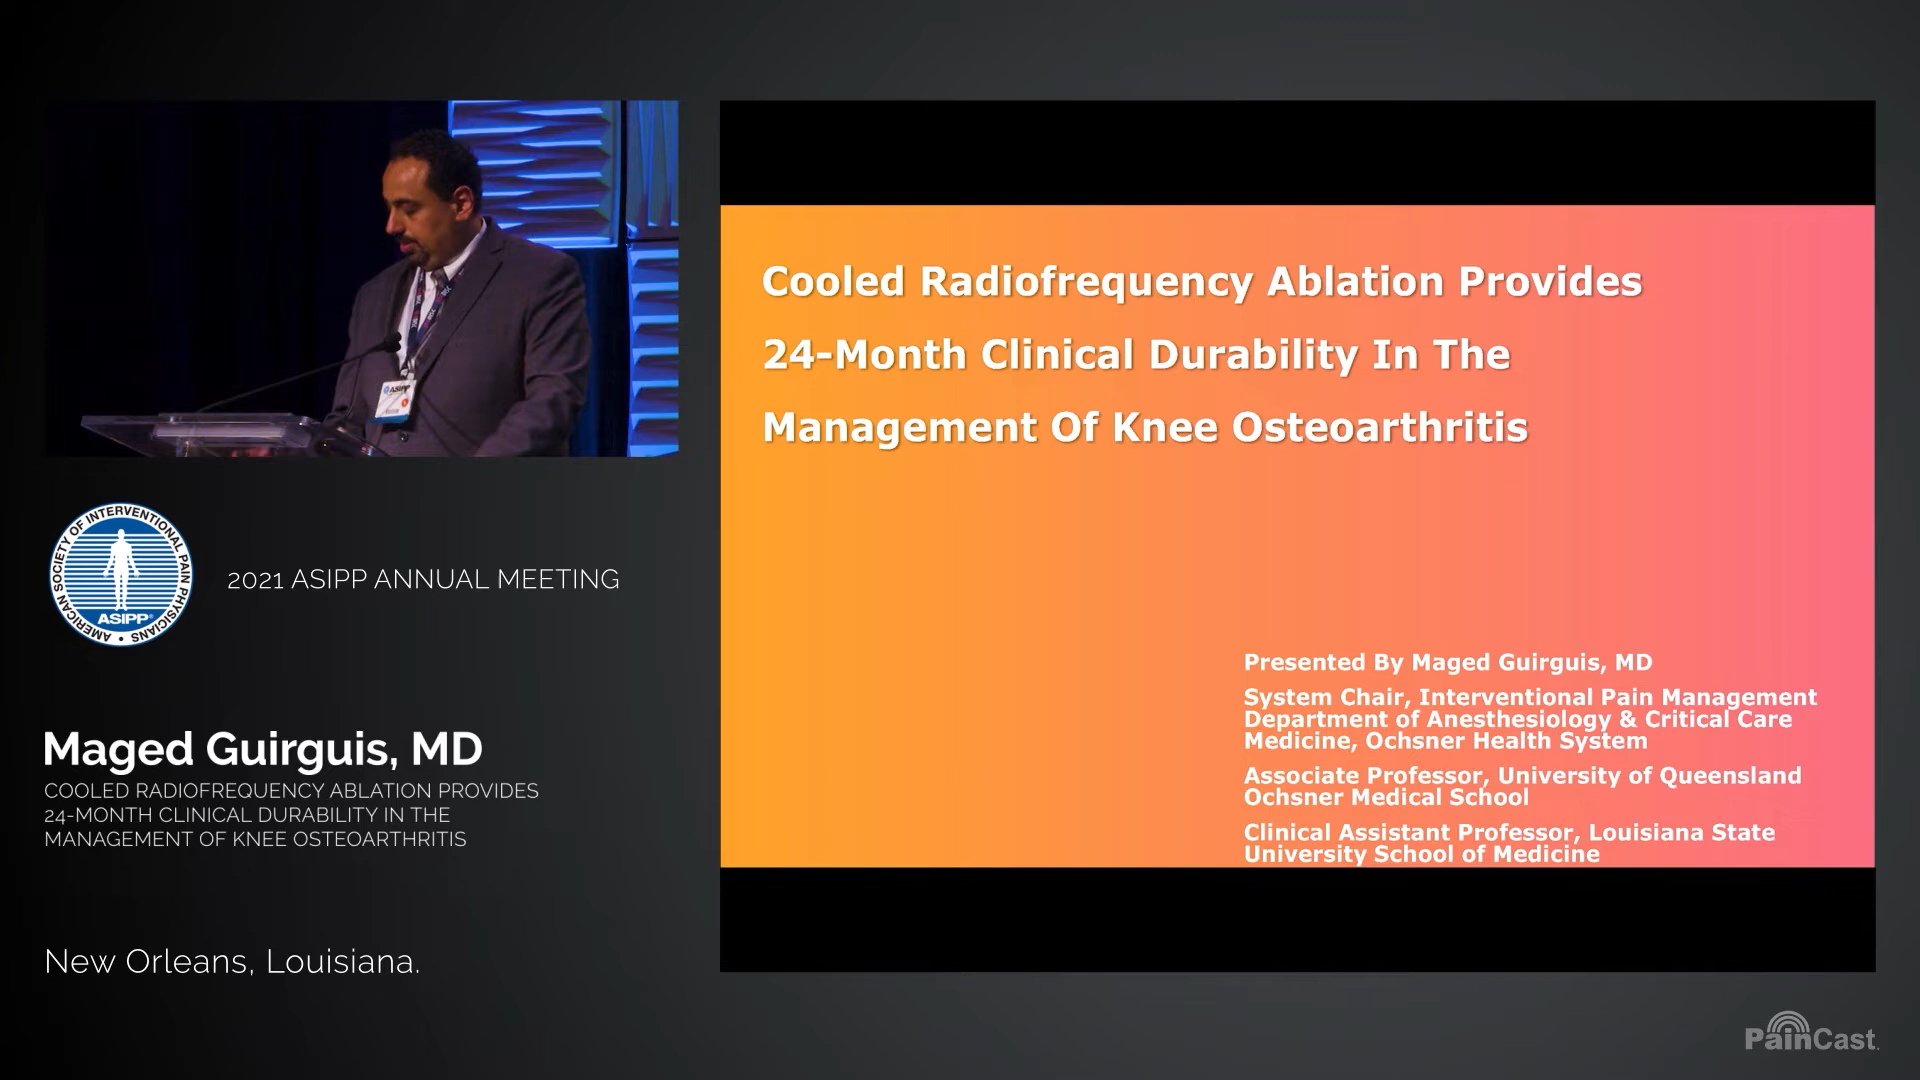 ASIPP
AMERICAN SOCIETY OF INTERVENTIONAL PAIN PHYSICIANS
ASIPP®
2021 ASIPP ANNUAL MEETING
Maged Guirguis, MD
COOLED RADIOFREQUENCY ABLATION PROVIDES
24-MONTH CLINICAL DURABILITY IN THE
MANAGEMENT OF KNEE OSTEOARTHRITIS
New Orleans, Louisiana.
Cooled Radiofrequency Ablation Provides
24-Month Clinical Durability In The
Management Of Knee Osteoarthritis
Presented By Maged Guirguis, MD
System Chair, Interventional Pain Management
Department of Anesthesiology & Critical Care
Medicine, Ochsner Health System
Associate Professor, University of Queensland
Ochsner Medical School
Clinical Assistant Professor, Louisiana State
University School of Medicine
PainCast.